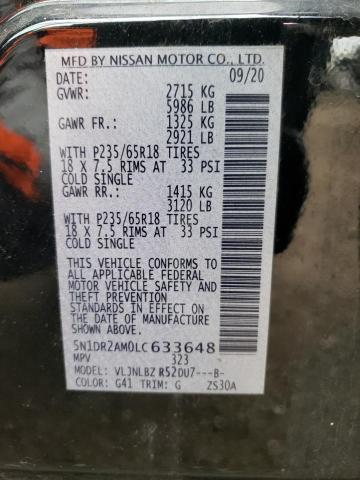 MFD BY NISSAN MOTOR CO., LTD.
DATE: 09/20
GVWR: 2715 KG
5986 LB
GAWR FR.: 1325 KG
2921 LB
WITH P235/65R18 TIRES
18 X 7.5 RIMS AT 33 PSI
COLD SINGLE
GAWR RR.: 1415 KG
3120 LB
WITH P235/65R18 TIRES
18 X 7.5 RIMS AT 33 PSI
COLD SINGLE
THIS VEHICLE CONFORMS TO
ALL APPLICABLE FEDERAL
MOTOR VEHICLE SAFETY
AND THEFT PREVENTION
STANDARDS IN EFFECT ON
THE DATE OF MANUFACTURE
SHOWN ABOVE.
5N1DR2AM0LC633648
MPV 323
MODEL: VLJNLBZ R52DU7---B-
COLOR: G41 TRIM: G ZS30A